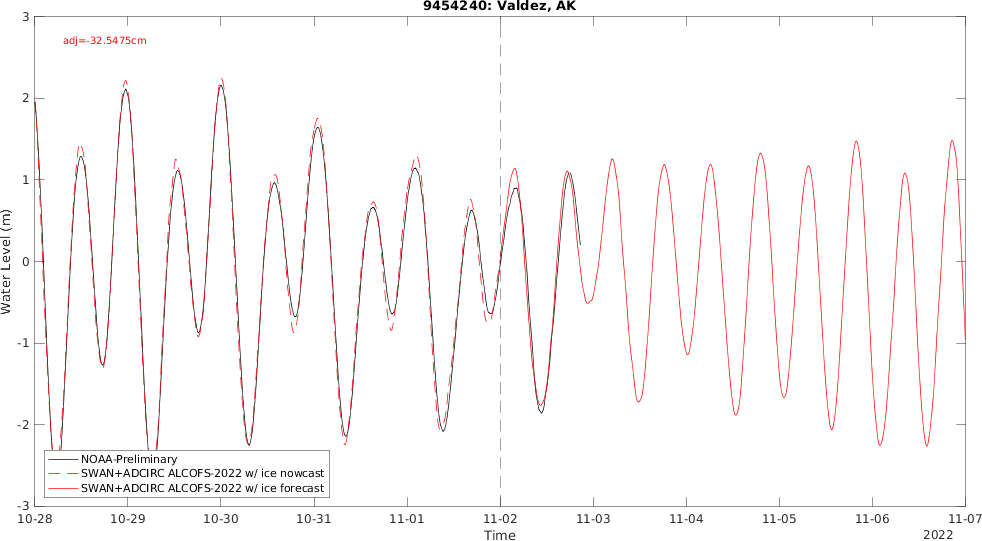 9454240: Valdez, AK
adj=-32.5475cm
Water Level (m)
3
2
1
0
-1
-2
-3
NOAA-Preliminary
SWAN+ADCIRC ALCOFS-2022 w/ ice nowcast
SWAN+ADCIRC ALCOFS-2022 w/ ice forecast
10-28 10-29 10-30 10-31 11-01 11-02 11-03 11-04 11-05 11-06 11-07
Time
2022